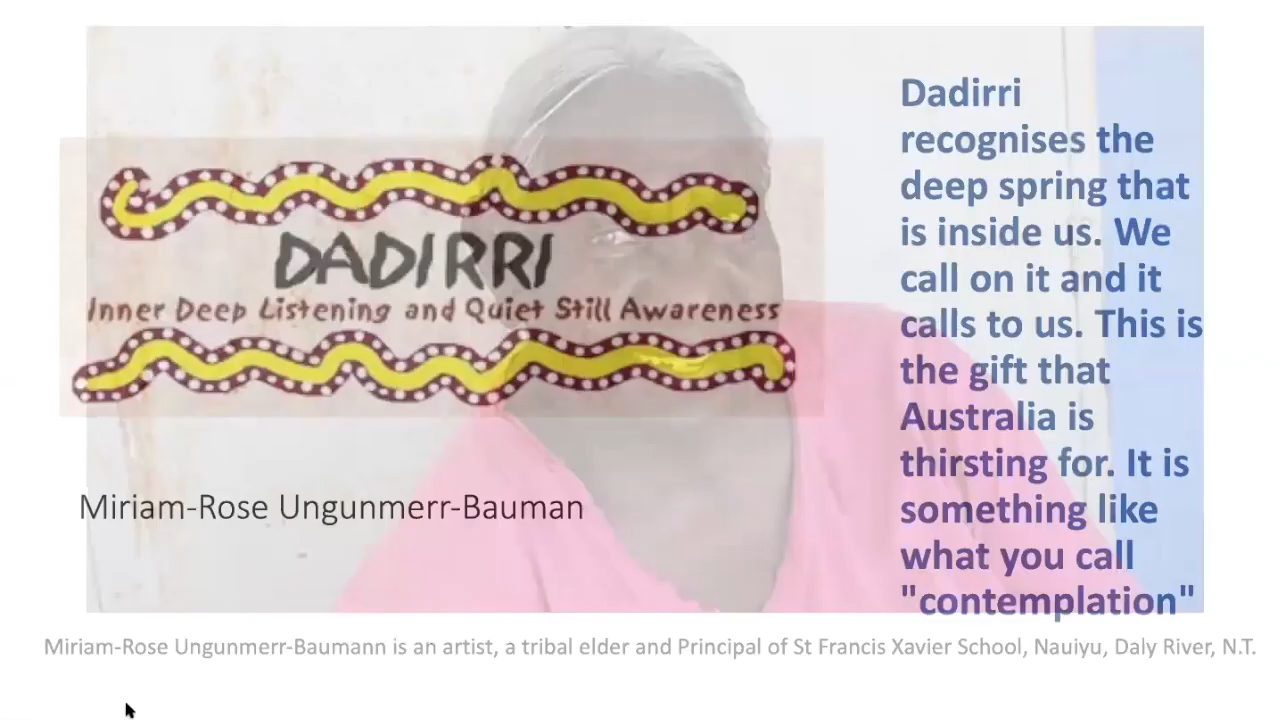 DADIRRI
Inner Deep Listening and Quiet Still Awareness
Miriam-Rose Ungunmerr-Bauman
Dadirri
recognises the
deep spring that
is inside us. We
call on it and it
calls to us. This is
the gift that
Australia is
thirsting for. It is
something like
what you call
"contemplation"
Miriam-Rose Ungunmerr-Baumann is an artist, a tribal elder and Principal of St Francis Xavier School, Nauiyu, Daly River, N.T.